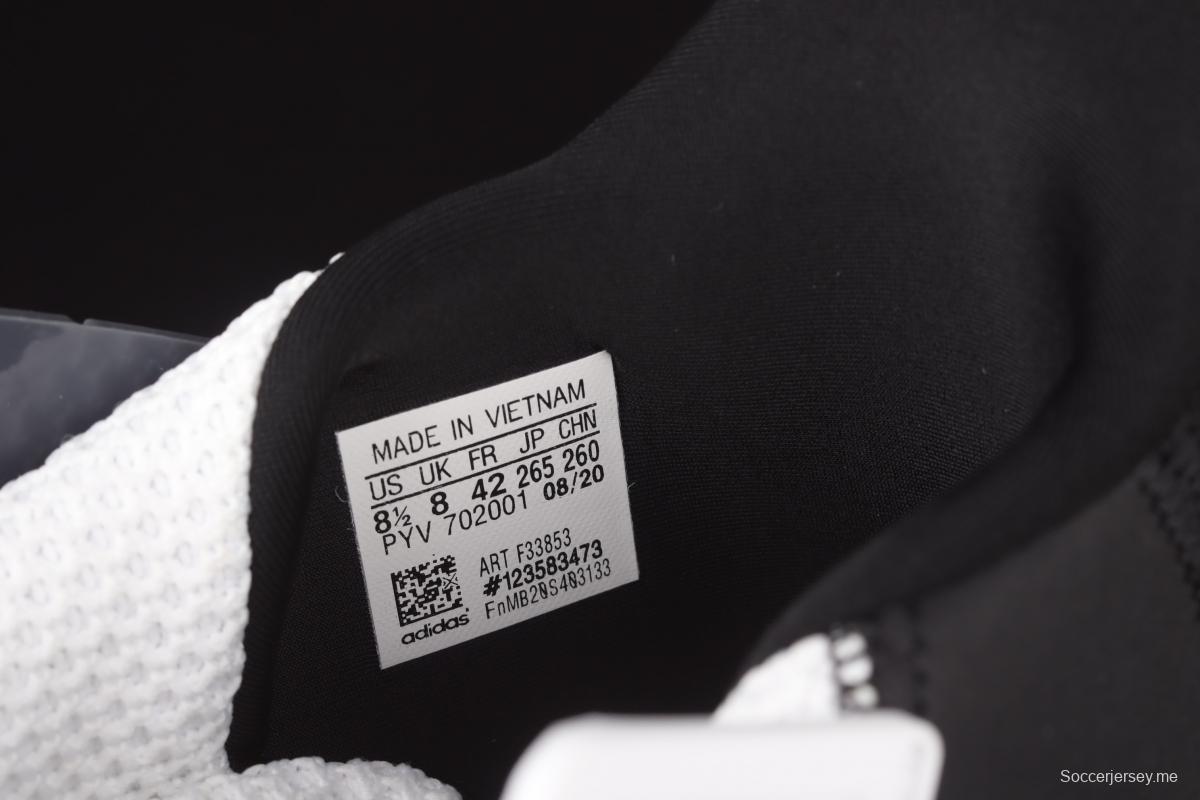 MADE IN VIETNAM
US UK FR JP CHN
8½ 8 42 265 260
PYV 702001 08/20
ART F33853
#123583473
FnMB20S403133
adidas
Soccerjersey.me